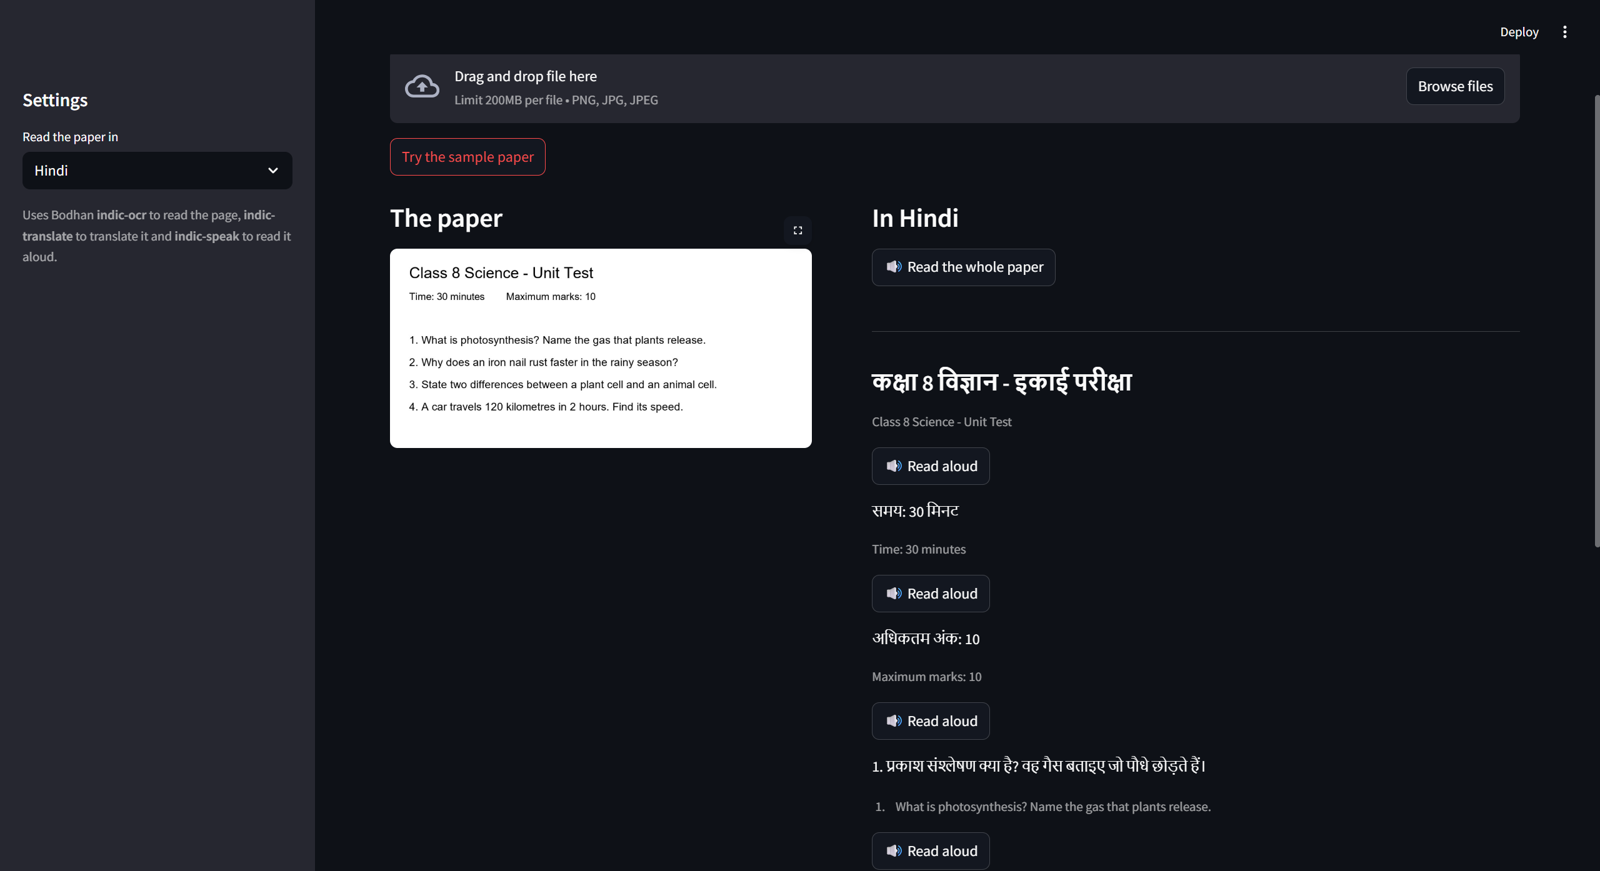 Deploy
Settings
Read the paper in
Hindi
Uses Bodhan indic-ocr to read the page, indic-
translate to translate it and indic-speak to read it
aloud.
Drag and drop file here
Limit 200MB per file • PNG, JPG, JPEG
Browse files
Try the sample paper
The paper
Class 8 Science - Unit Test
Time: 30 minutes Maximum marks: 10
1. What is photosynthesis? Name the gas that plants release.
2. Why does an iron nail rust faster in the rainy season?
3. State two differences between a plant cell and an animal cell.
4. A car travels 120 kilometres in 2 hours. Find its speed.
In Hindi
Read the whole paper
कक्षा 8 विज्ञान - इकाई परीक्षा
Class 8 Science - Unit Test
Read aloud
समय: 30 मिनट
Time: 30 minutes
Read aloud
अधिकतम अंक: 10
Maximum marks: 10
Read aloud
1. प्रकाश संश्लेषण क्या है? वह गैस बताइए जो पौधे छोड़ते हैं।
1. What is photosynthesis? Name the gas that plants release.
Read aloud